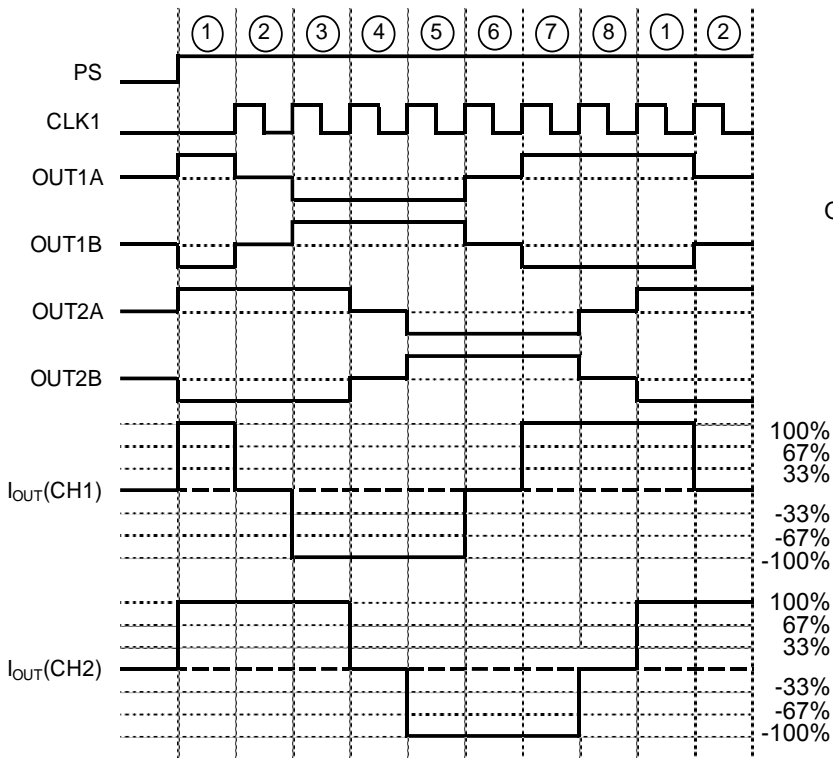 1 2 3 4 5 6 7 8 1 2
PS
CLK1
OUT1A
O
OUT1B
OUT2A
OUT2B
100%
67%
33%
IOUT(CH1)
-33%
-67%
-100%
100%
67%
33%
IOUT(CH2)
-33%
-67%
-100%